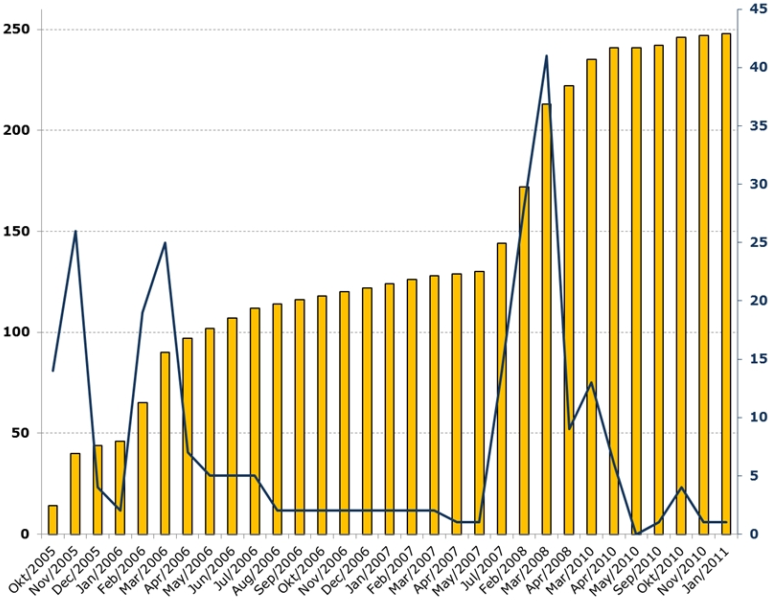 250
200
150
100
50
0
45
40
35
30
25
20
15
10
5
0
Okt/2005
Nov/2005
Dec/2005
Jan/2006
Feb/2006
Mar/2006
Apr/2006
May/2006
Jun/2006
Jul/2006
Aug/2006
Sep/2006
Okt/2006
Nov/2006
Dec/2006
Jan/2007
Feb/2007
Mar/2007
Apr/2007
May/2007
Jul/2007
Feb/2008
Mar/2008
Apr/2008
Mar/2010
Apr/2010
May/2010
Sep/2010
Okt/2010
Nov/2010
Jan/2011